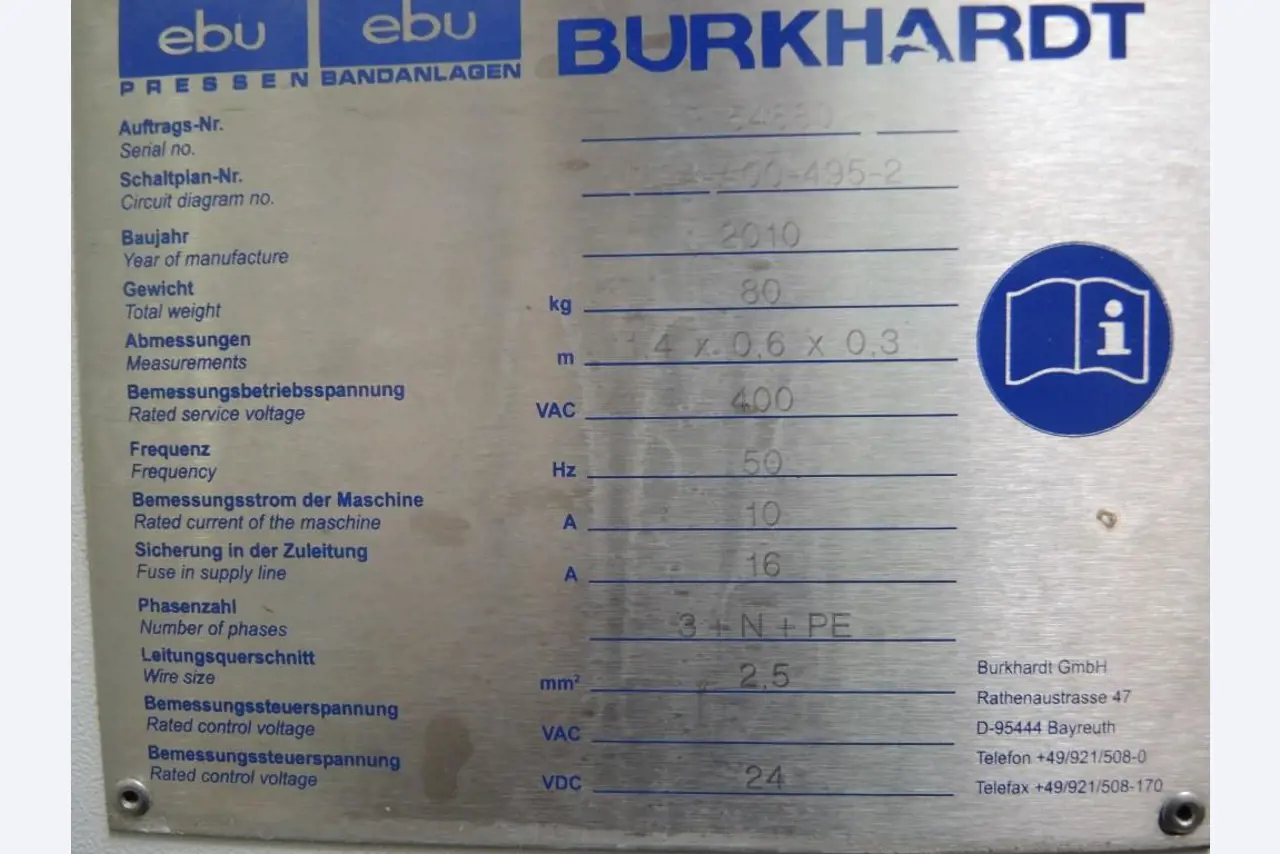 ebu ebu BURKHARDT
PRESSEN BANDANLAGEN
Auftrags-Nr.
Serial no.
Schaltplan-Nr.
Circuit diagram no.
Baujahr 2010
Year of manufacture
Gewicht kg 80
Total weight
Abmessungen m x 0,6 x 0,3
Measurements
Bemessungsbetriebsspannung VAC 400
Rated service voltage
Frequenz Hz 50
Frequency
Bemessungsstrom der Maschine A 10
Rated current of the maschine
Sicherung in der Zuleitung A 16
Fuse in supply line
Phasenzahl 3 + N + PE
Number of phases
Leitungsquerschnitt mm² 2,5
Wire size
Bemessungssteuerspannung VAC
Rated control voltage
Bemessungssteuerspannung VDC 24
Rated control voltage
Burkhardt GmbH
Rathenaustrasse 47
D-95444 Bayreuth
Telefon +49/921/508-0
Telefax +49/921/508-170